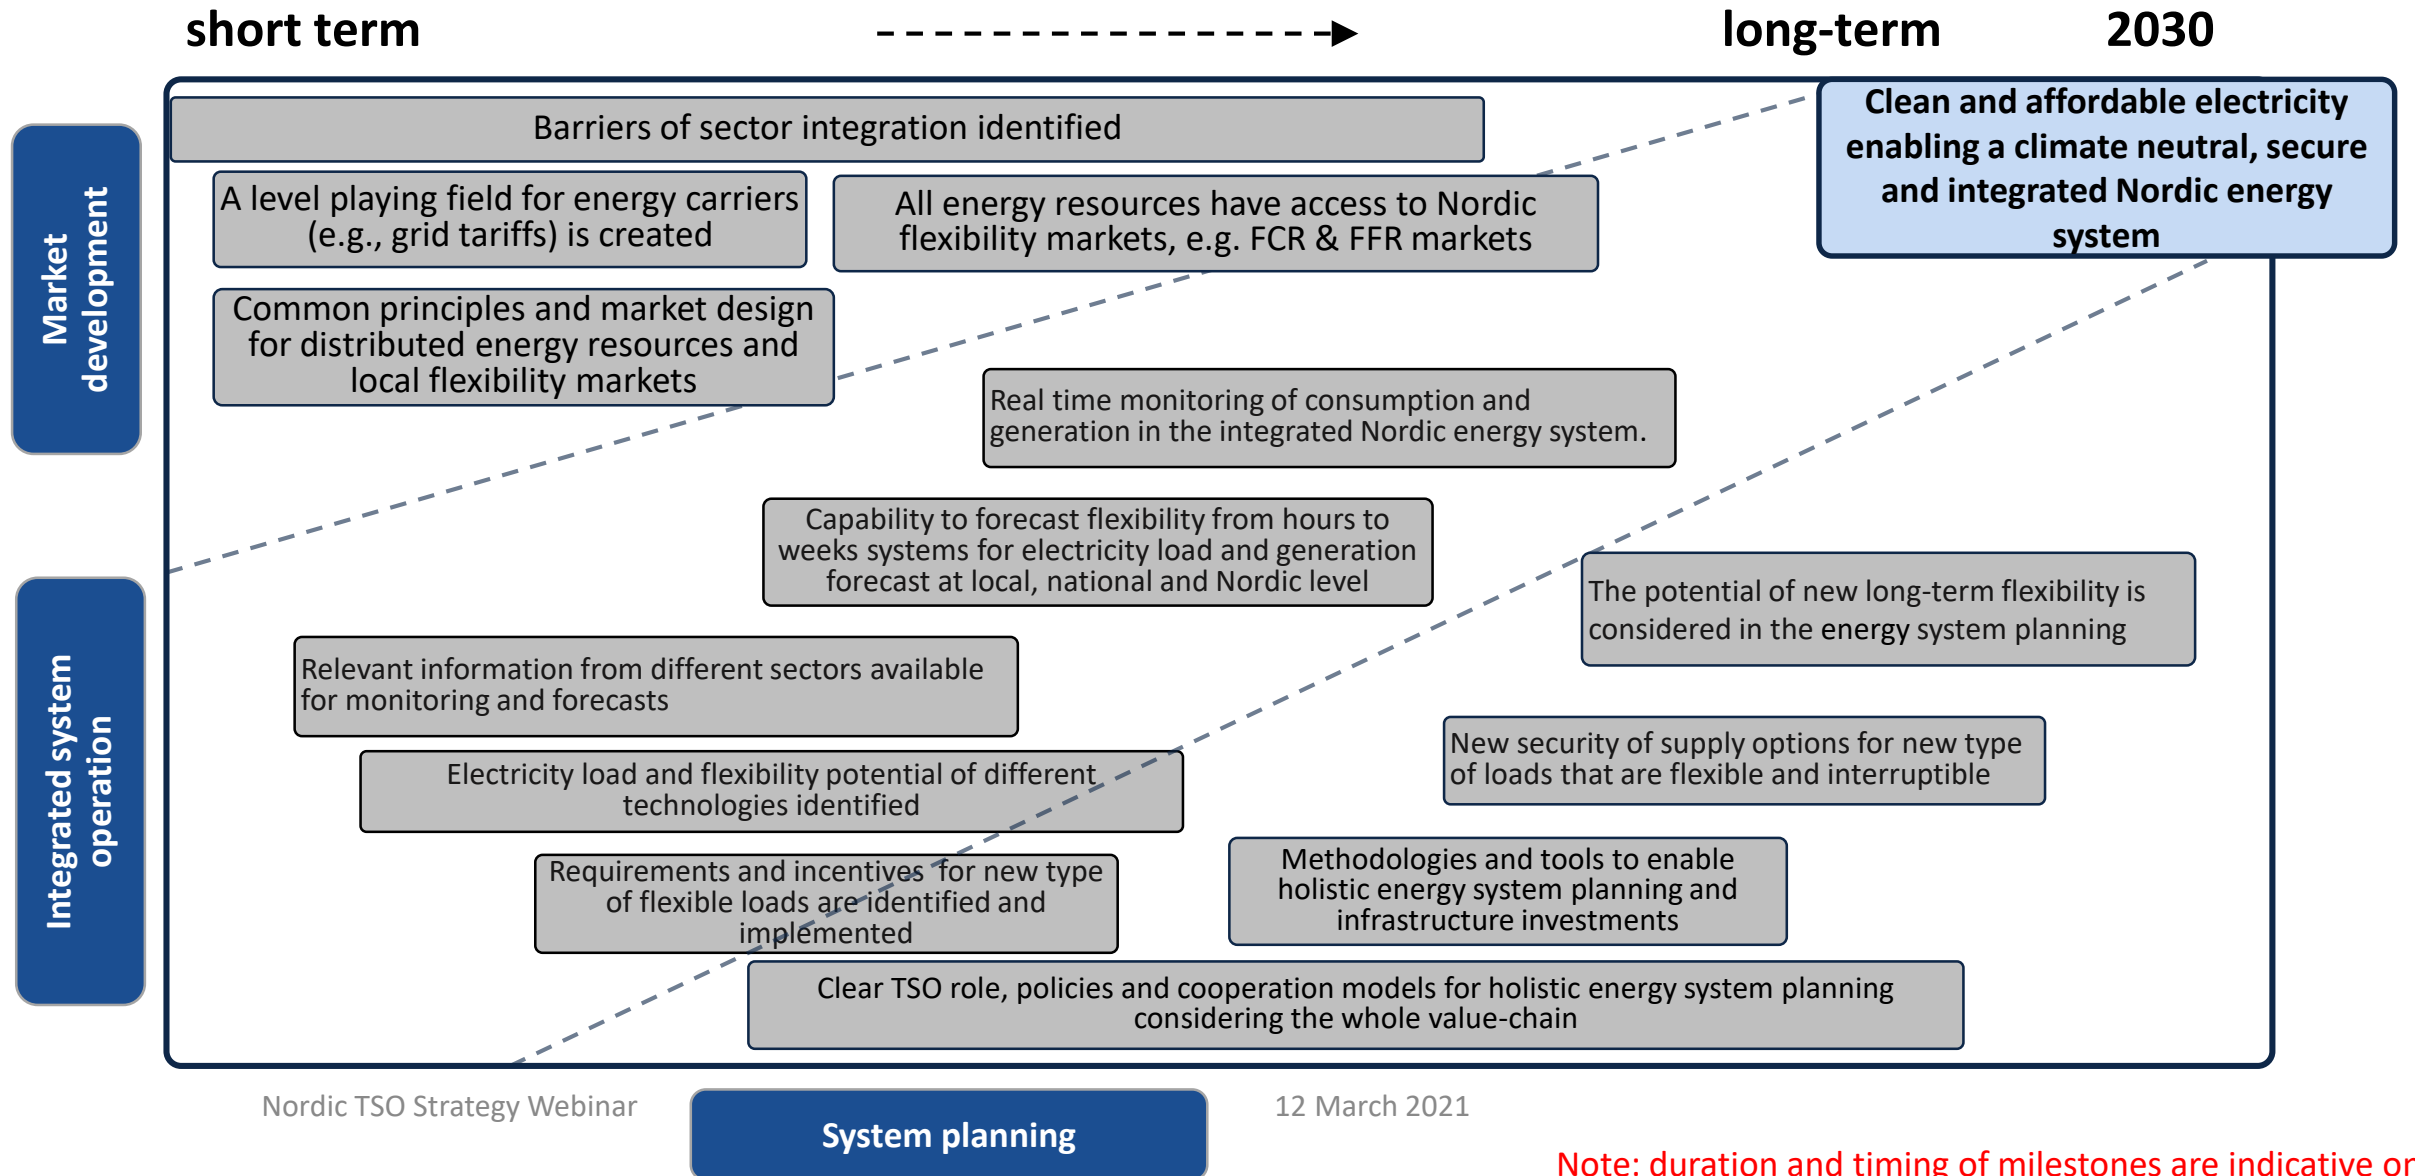 short term
long-term
2030
Clean and affordable electricity
enabling a climate neutral, secure
and integrated Nordic energy
system
Market
development
Barriers of sector integration identified
A level playing field for energy carriers
(e.g., grid tariffs) is created
All energy resources have access to Nordic
flexibility markets, e.g. FCR & FFR markets
Common principles and market design
for distributed energy resources and
local flexibility markets
Real time monitoring of consumption and
generation in the integrated Nordic energy system.
Capability to forecast flexibility from hours to
weeks systems for electricity load and generation
forecast at local, national and Nordic level
The potential of new long-term flexibility is
considered in the energy system planning
Integrated system
operation
Relevant information from different sectors available
for monitoring and forecasts
New security of supply options for new type
of loads that are flexible and interruptible
Electricity load and flexibility potential of different
technologies identified
Requirements and incentives for new type
of flexible loads are identified and
implemented
Methodologies and tools to enable
holistic energy system planning and
infrastructure investments
Clear TSO role, policies and cooperation models for holistic energy system planning
considering the whole value-chain
Nordic TSO Strategy Webinar
12 March 2021
System planning
Note: duration and timing of milestones are indicative